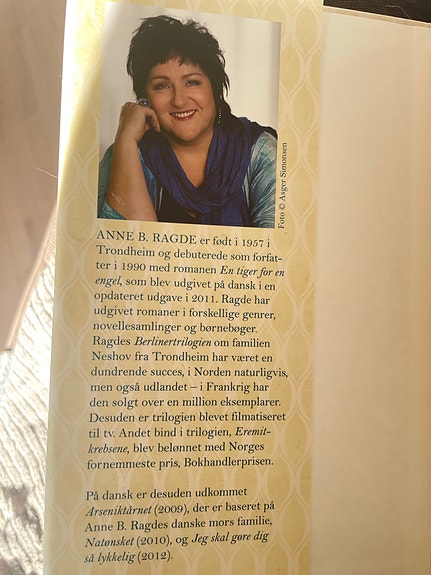 Foto © Asger Simonsen
ANNE B. RAGDE er født i 1957 i
Trondheim og debuterede som forfat-
ter i 1990 med romanen En tiger for en
engel, som blev udgivet på dansk i en
opdateret udgave i 2011. Ragde har
udgivet romaner i forskellige genrer,
novellesamlinger og børnebøger.
Ragdes Berlinertrilogien om familien
Neshov fra Trondheim har været en
dundrende succes, i Norden naturligvis,
men også udlandet – i Frankrig har
den solgt over en million eksemplarer.
Desuden er trilogien blevet filmatiseret
til tv. Andet bind i trilogien, Eremit-
krebsene, blev belønnet med Norges
fornemmeste pris, Bokhandlerprisen.
På dansk er desuden udkommet
Arseniktårnet (2009), der er baseret på
Anne B. Ragdes danske mors familie,
Natønsket (2010), og Jeg skal gøre dig
så lykkelig (2012).